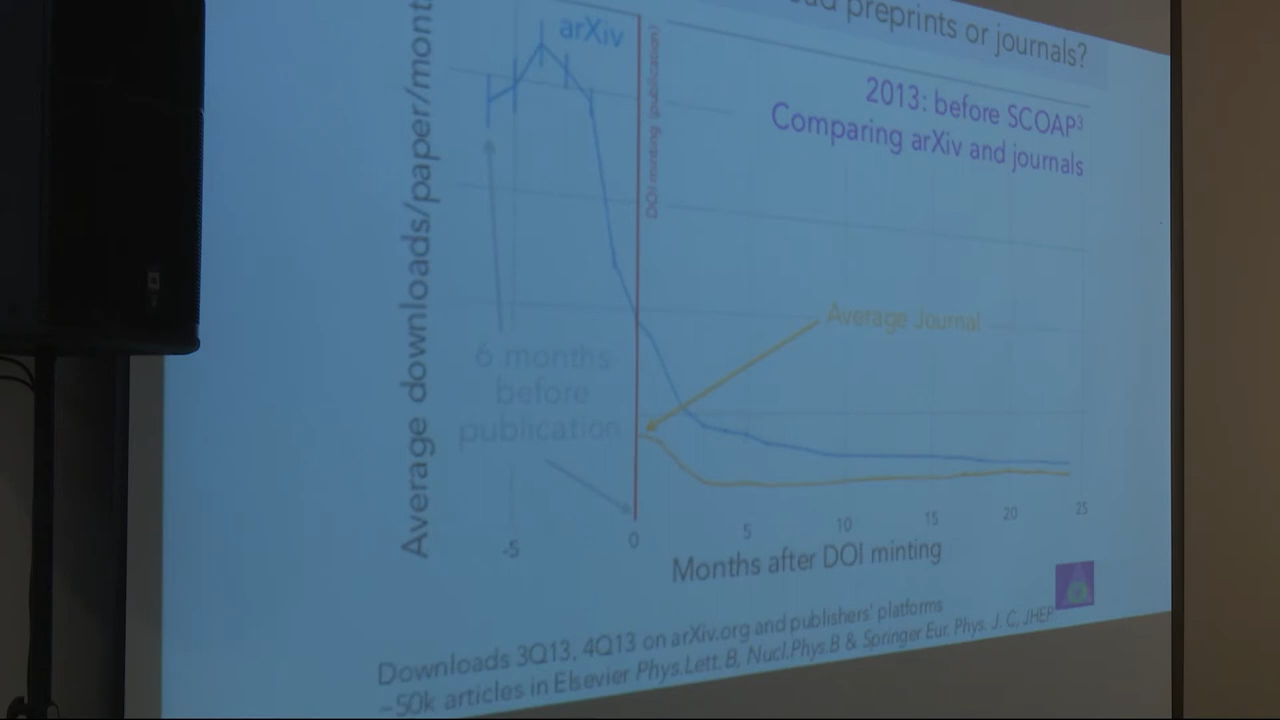 preprints or journals?
arXiv
2013: before SCOAP³
Comparing arXiv and journals
DOI minting (publication)
Average downloads/paper/mont
Average Journal
6 months
before
publication
-5
0
5
10
15
20
25
Months after DOI minting
Downloads 3Q13, 4Q13 on arXiv.org and publishers' platforms
~50k articles in Elsevier Phys.Lett.B, Nucl.Phys.B & Springer Eur. Phys. J. C, JHEP